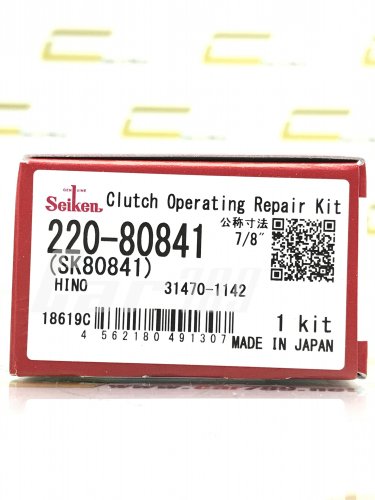 GENUINE
Seiken Clutch Operating Repair Kit
220-80841 公称寸法
7/8"
(SK80841)
HINO 31470-1142
18619C 1 kit
4 562180 491307
MADE IN JAPAN